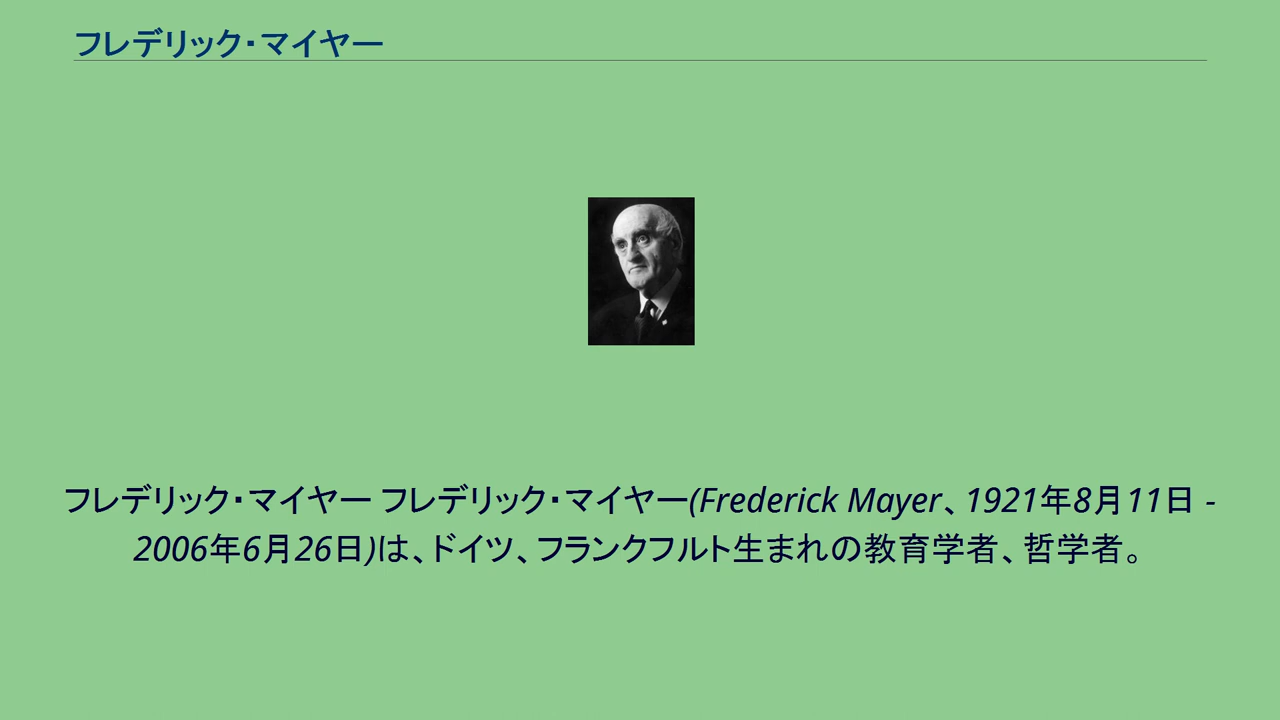 フレデリック・マイヤー
フレデリック・マイヤー フレデリック・マイヤー(Frederick Mayer、1921年8月11日 -
2006年6月26日)は、ドイツ、フランクフルト生まれの教育学者、哲学者。